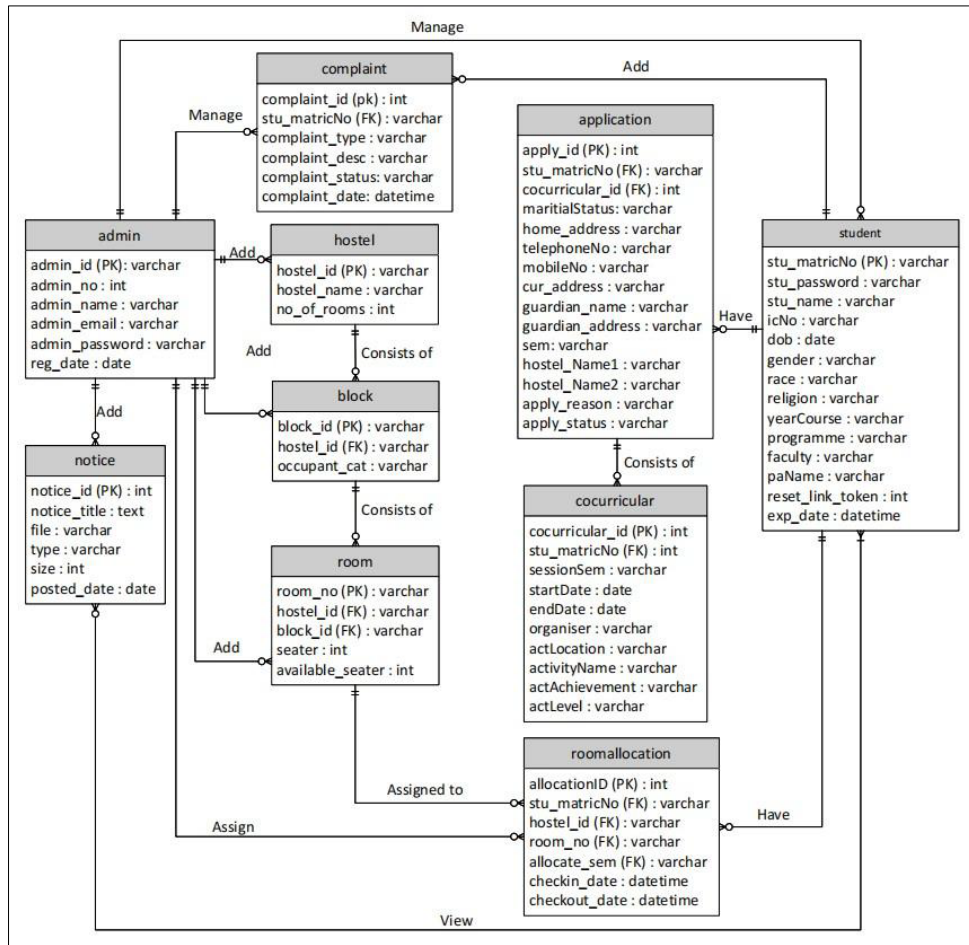 Manage
complaint
complaint_id (pk) : int
stu_matricNo (FK) : varchar
complaint_type : varchar
complaint_desc : varchar
complaint_status: varchar
complaint_date: datetime
Add
Manage
application
apply_id (PK) : int
stu_matricNo (FK) : varchar
cocurricular_id (FK) : int
maritialStatus: varchar
home_address : varchar
telephoneNo : varchar
mobileNo : varchar
cur_address : varchar
guardian_name : varchar
guardian_address : varchar
sem: varchar
hostel_Name1 : varchar
hostel_Name2 : varchar
apply_reason : varchar
apply_status : varchar
admin
admin_id (PK): varchar
admin_no : int
admin_name : varchar
admin_email : varchar
admin_password : varchar
reg_date : date
Add
hostel
hostel_id (PK) : varchar
hostel_name : varchar
no_of_rooms : int
student
stu_matricNo (PK) : varchar
stu_password : varchar
stu_name : varchar
icNo : varchar
dob : date
gender : varchar
race : varchar
religion : varchar
yearCourse : varchar
programme : varchar
faculty : varchar
paName : varchar
reset_link_token : int
exp_date : datetime
Have
Add
Consists of
block
block_id (PK) : varchar
hostel_id (FK) : varchar
occupant_cat : varchar
Add
notice
notice_id (PK) : int
notice_title : text
file : varchar
type : varchar
size : int
posted_date : date
Consists of
Consists of
cocurricular
cocurricular_id (PK) : int
stu_matricNo (FK) : int
sessionSem : varchar
startDate : date
endDate : date
organiser : varchar
actLocation : varchar
activityName : varchar
actAchievement : varchar
actLevel : varchar
room
room_no (PK) : varchar
hostel_id (FK) : varchar
block_id (FK) : varchar
seater : int
available_seater : int
Add
roomallocation
allocationID (PK) : int
stu_matricNo (FK) : varchar
hostel_id (FK) : varchar
room_no (FK) : varchar
allocate_sem (FK) : varchar
checkin_date : datetime
checkout_date : datetime
Assigned to
Assign
Have
View